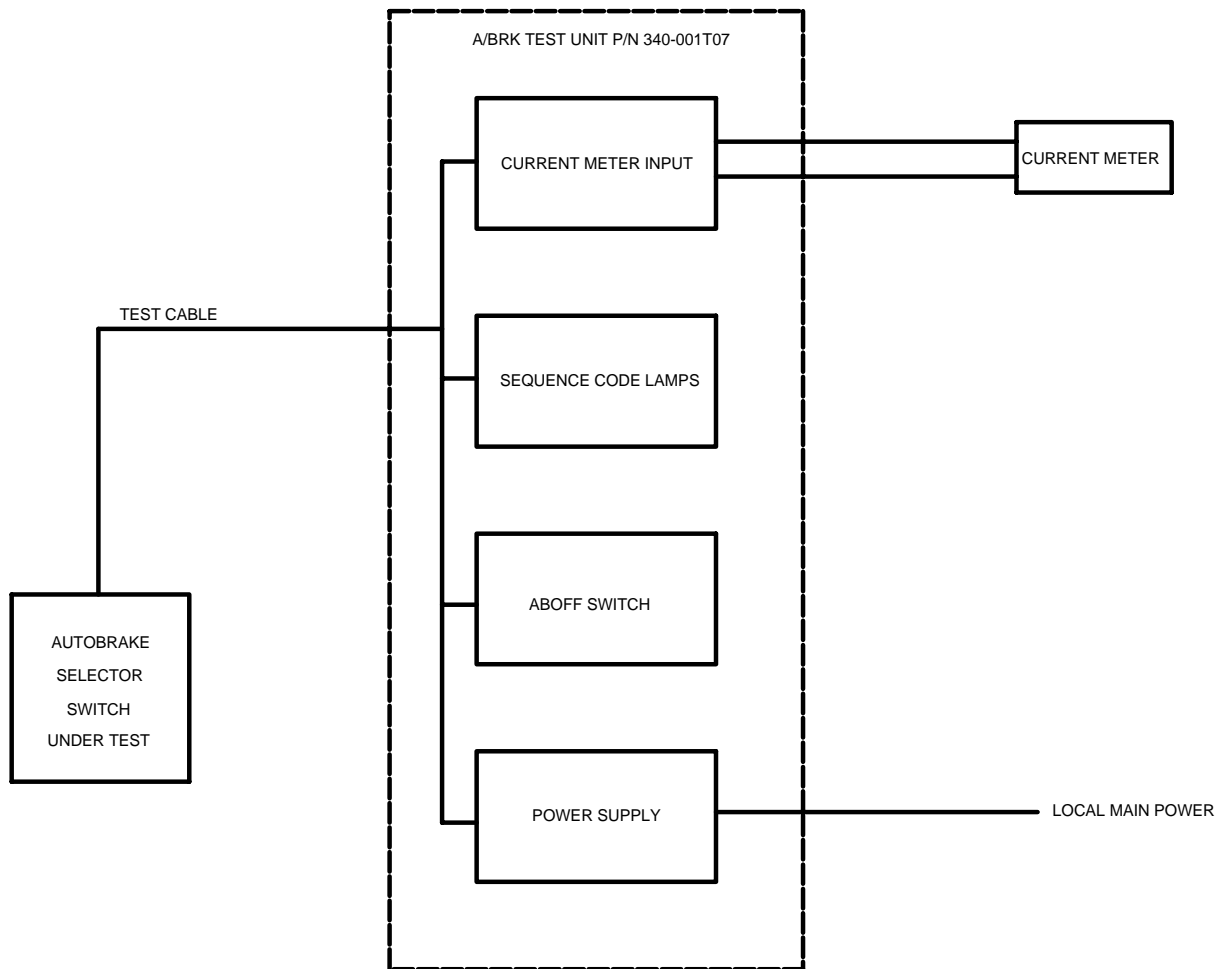 A/BRK TEST UNIT P/N 340-001T07
CURRENT METER INPUT
CURRENT METER
TEST CABLE
SEQUENCE CODE LAMPS
ABOFF SWITCH
AUTOBRAKE
SELECTOR
SWITCH
UNDER TEST
POWER SUPPLY
LOCAL MAIN POWER